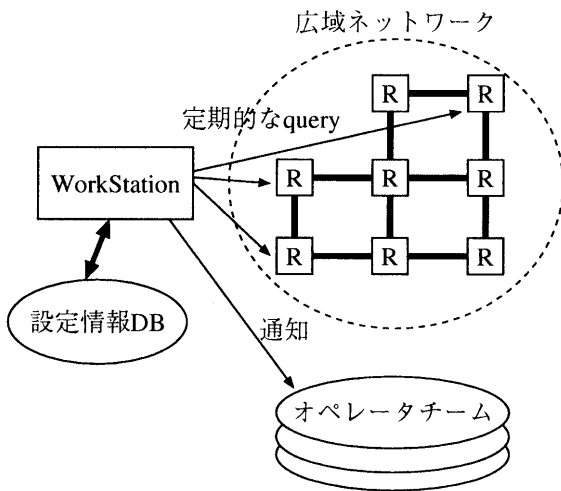 広域ネットワーク
R R
定期的なquery
WorkStation
R R R
R R R
設定情報DB
通知
オペレータチーム